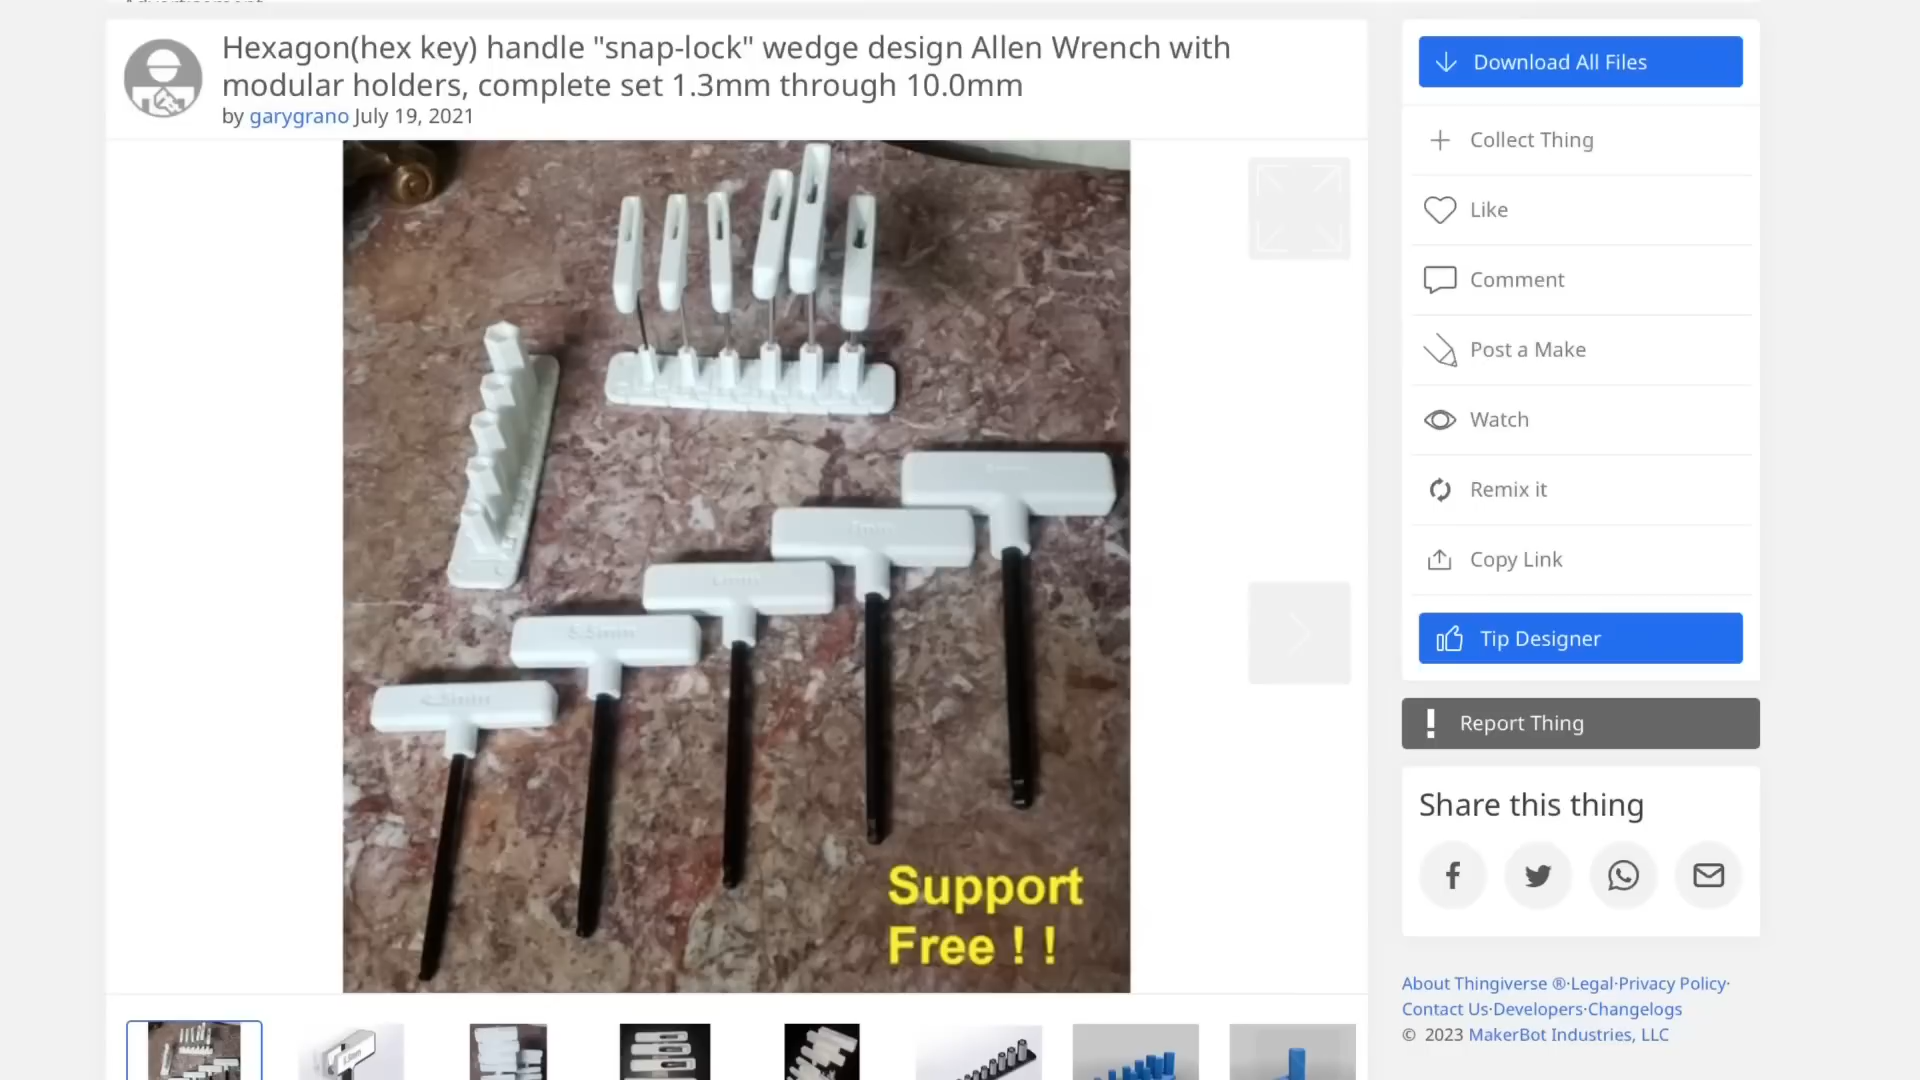 Hexagon(hex key) handle "snap-lock" wedge design Allen Wrench with
modular holders, complete set 1.3mm through 10.0mm
by garygrano July 19, 2021
5.5mm
Support
Free ! !
Download All Files
Collect Thing
Like
Comment
Post a Make
Watch
Remix it
Copy Link
Tip Designer
Report Thing
Share this thing
About Thingiverse ®·Legal·Privacy Policy·
Contact Us·Developers·Changelogs
© 2023 MakerBot Industries, LLC